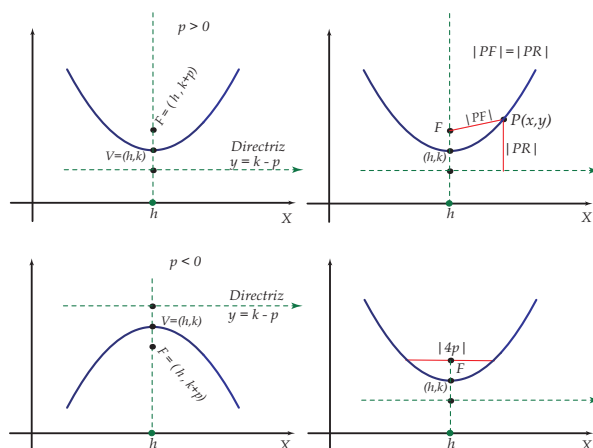 p > 0
F = (h, k+p)
V=(h,k)
Directriz
y = k - p
h
X
|PF|=|PR|
|PF|
F
P(x,y)
(h,k)
|PR|
h
X
p < 0
Directriz
y = k - p
V=(h,k)
F = (h, k+p)
h
X
|4p|
F
(h,k)
h
X